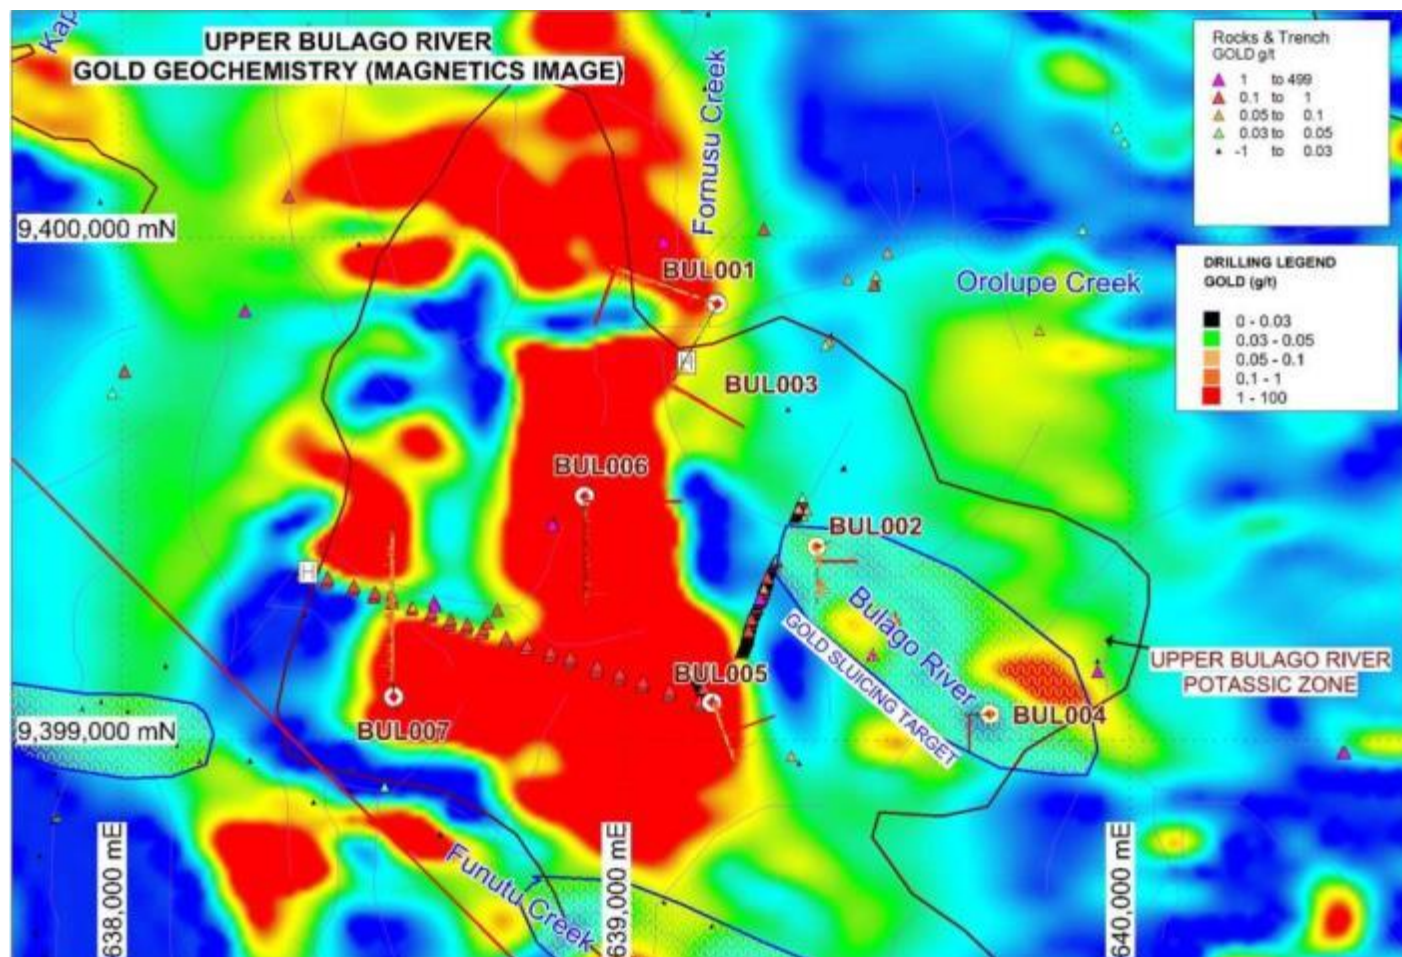 Kap
UPPER BULAGO RIVER
GOLD GEOCHEMISTRY (MAGNETICS IMAGE)
Fornusu Creek
Rocks & Trench
GOLD g/t
1 to 499
0.1 to 1
0.05 to 0.1
0.03 to 0.05
-1 to 0.03
9,400,000 mN
BUL001
Orolupe Creek
DRILLING LEGEND
GOLD (g/t)
0 - 0.03
0.03 - 0.05
0.05 - 0.1
0.1 - 1
1 - 100
H
BUL003
BUL006
BUL002
H
Bulago River
GOLD SLUICING TARGET
UPPER BULAGO RIVER
POTASSIC ZONE
BUL005
BUL004
BUL007
9,399,000 mN
Funutu Creek
638,000 mE
639,000 mE
640,000 mE